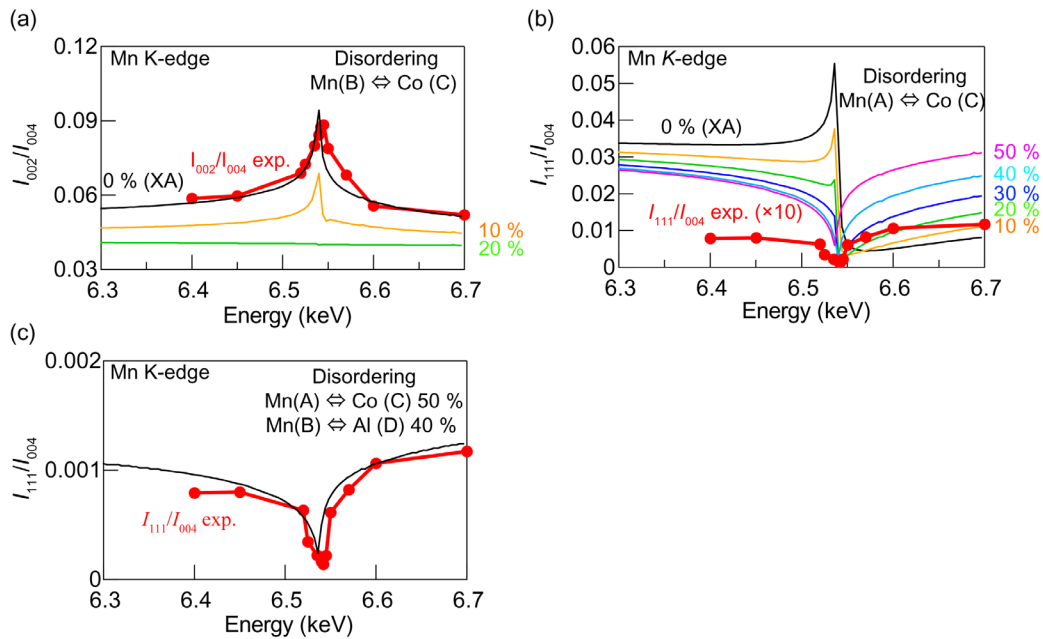 (a)
0.12
0.09
0.06
0.03
I002/I004
Mn K-edge
Disordering
Mn(B) ⇔ Co (C)
I002/I004 exp.
0 % (XA)
10 %
20 %
6.3 6.4 6.5 6.6 6.7
Energy (keV)
(b)
0.06
0.05
0.04
0.03
0.02
0.01
0
I111/I004
Mn K-edge
Disordering
Mn(A) ⇔ Co (C)
0 % (XA)
50 %
40 %
30 %
20 %
10 %
I111/I004 exp. (×10)
6.3 6.4 6.5 6.6 6.7
Energy (keV)
(c)
0.002
0.001
0
I111/I004
Mn K-edge
Disordering
Mn(A) ⇔ Co (C) 50 %
Mn(B) ⇔ Al (D) 40 %
I111/I004 exp.
6.3 6.4 6.5 6.6 6.7
Energy (keV)